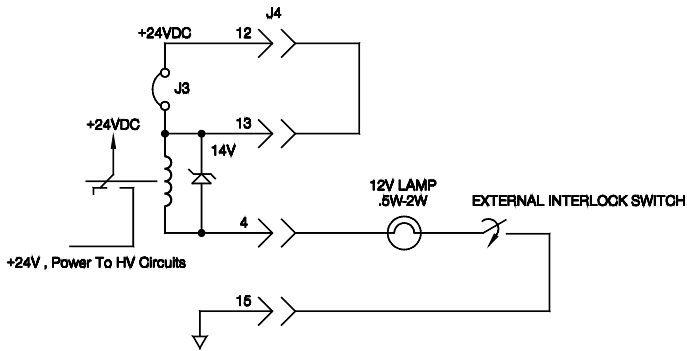 J4
+24VDC
12
J3
+24VDC
13
14V
12V LAMP
.5W-2W
EXTERNAL INTERLOCK SWITCH
4
+24V , Power To HV Circuits
15